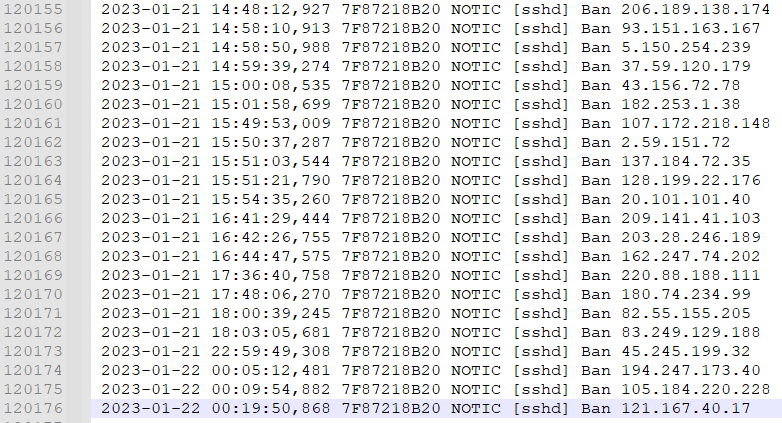 120155 2023-01-21 14:48:12,927 7F87218B20 NOTIC [sshd] Ban 206.189.138.174
120156 2023-01-21 14:58:10,913 7F87218B20 NOTIC [sshd] Ban 93.151.163.167
120157 2023-01-21 14:58:50,988 7F87218B20 NOTIC [sshd] Ban 5.150.254.239
120158 2023-01-21 14:59:39,274 7F87218B20 NOTIC [sshd] Ban 37.59.120.179
120159 2023-01-21 15:00:08,535 7F87218B20 NOTIC [sshd] Ban 43.156.72.78
120160 2023-01-21 15:01:58,699 7F87218B20 NOTIC [sshd] Ban 182.253.1.38
120161 2023-01-21 15:49:53,009 7F87218B20 NOTIC [sshd] Ban 107.172.218.148
120162 2023-01-21 15:50:37,287 7F87218B20 NOTIC [sshd] Ban 2.59.151.72
120163 2023-01-21 15:51:03,544 7F87218B20 NOTIC [sshd] Ban 137.184.72.35
120164 2023-01-21 15:51:21,790 7F87218B20 NOTIC [sshd] Ban 128.199.22.176
120165 2023-01-21 15:54:35,260 7F87218B20 NOTIC [sshd] Ban 20.101.101.40
120166 2023-01-21 16:41:29,444 7F87218B20 NOTIC [sshd] Ban 209.141.41.103
120167 2023-01-21 16:42:26,755 7F87218B20 NOTIC [sshd] Ban 203.28.246.189
120168 2023-01-21 16:44:47,575 7F87218B20 NOTIC [sshd] Ban 162.247.74.202
120169 2023-01-21 17:36:40,758 7F87218B20 NOTIC [sshd] Ban 220.88.188.111
120170 2023-01-21 17:48:06,270 7F87218B20 NOTIC [sshd] Ban 180.74.234.99
120171 2023-01-21 18:00:39,245 7F87218B20 NOTIC [sshd] Ban 82.55.155.205
120172 2023-01-21 18:03:05,681 7F87218B20 NOTIC [sshd] Ban 83.249.129.188
120173 2023-01-21 22:59:49,308 7F87218B20 NOTIC [sshd] Ban 45.245.199.32
120174 2023-01-22 00:05:12,481 7F87218B20 NOTIC [sshd] Ban 194.247.173.40
120175 2023-01-22 00:09:54,882 7F87218B20 NOTIC [sshd] Ban 105.184.220.228
120176 2023-01-22 00:19:50,868 7F87218B20 NOTIC [sshd] Ban 121.167.40.17